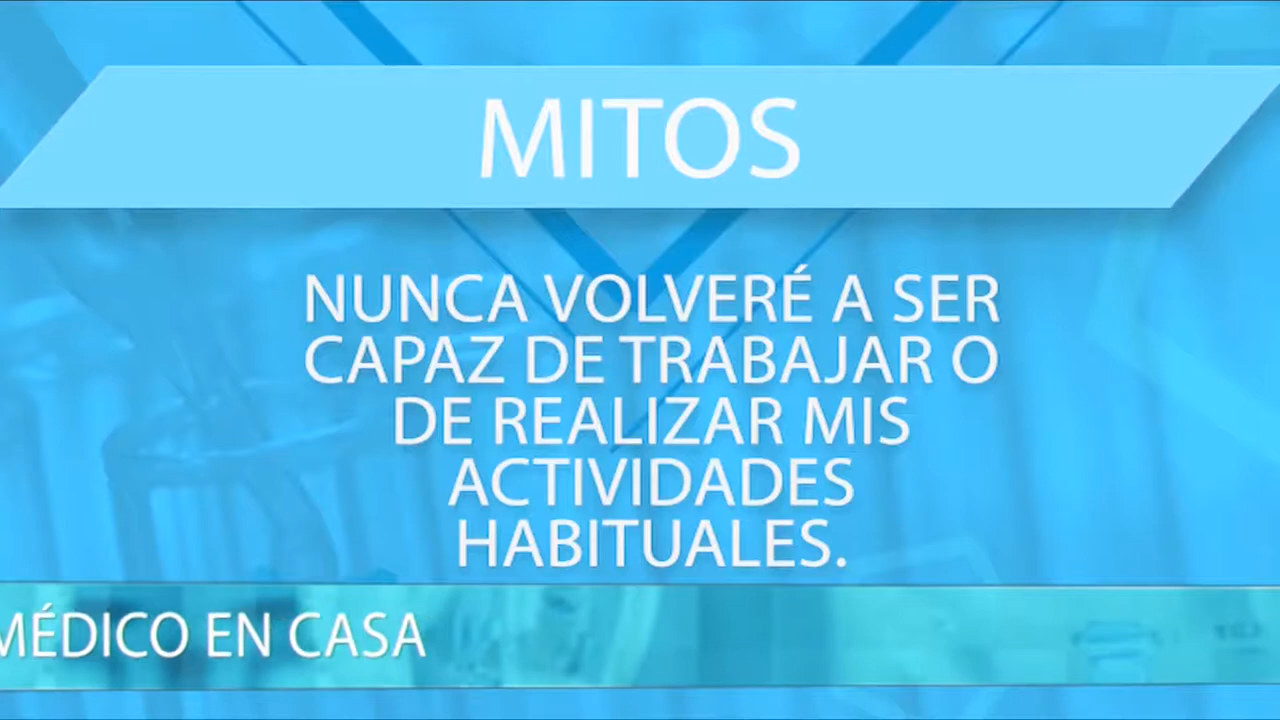 MITOS
NUNCA VOLVERÉ A SER
CAPAZ DE TRABAJAR O
DE REALIZAR MIS
ACTIVIDADES
HABITUALES.
MÉDICO EN CASA